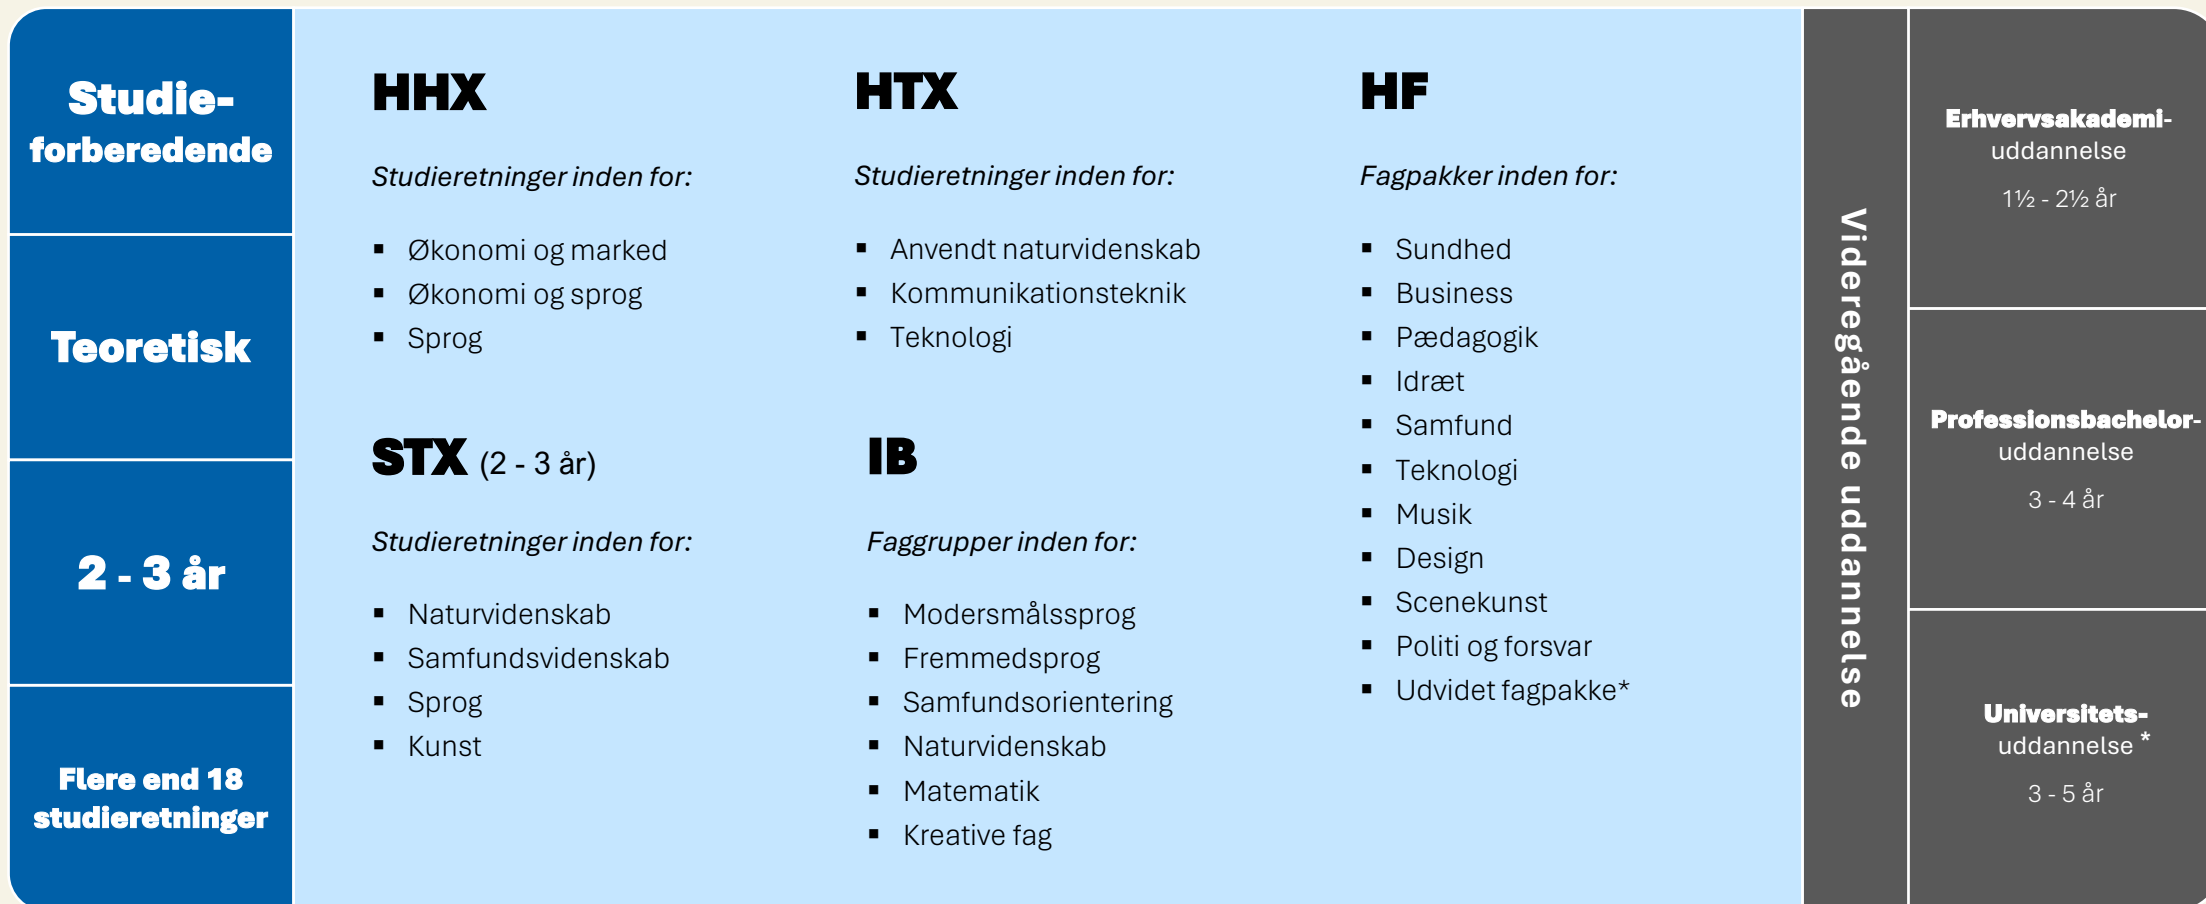 Studie-
forberedende
Teoretisk
2 - 3 år
Flere end 18
studieretninger
HHX
Studieretninger inden for:
▪ Økonomi og marked
▪ Økonomi og sprog
▪ Sprog
HTX
Studieretninger inden for:
▪ Anvendt naturvidenskab
▪ Kommunikationsteknik
▪ Teknologi
STX (2 - 3 år)
Studieretninger inden for:
▪ Naturvidenskab
▪ Samfundsvidenskab
▪ Sprog
▪ Kunst
IB
Faggrupper inden for:
▪ Modersmålssprog
▪ Fremmedsprog
▪ Samfundsorientering
▪ Naturvidenskab
▪ Matematik
▪ Kreative fag
HF
Fagpakker inden for:
▪ Sundhed
▪ Business
▪ Pædagogik
▪ Idræt
▪ Samfund
▪ Teknologi
▪ Musik
▪ Design
▪ Scenekunst
▪ Politi og forsvar
▪ Udvidet fagpakke*
Videregående uddannelse
Erhvervsakademi-
uddannelse
1½ - 2½ år
Professionsbachelor-
uddannelse
3 - 4 år
Universitets-
uddannelse *
3 - 5 år